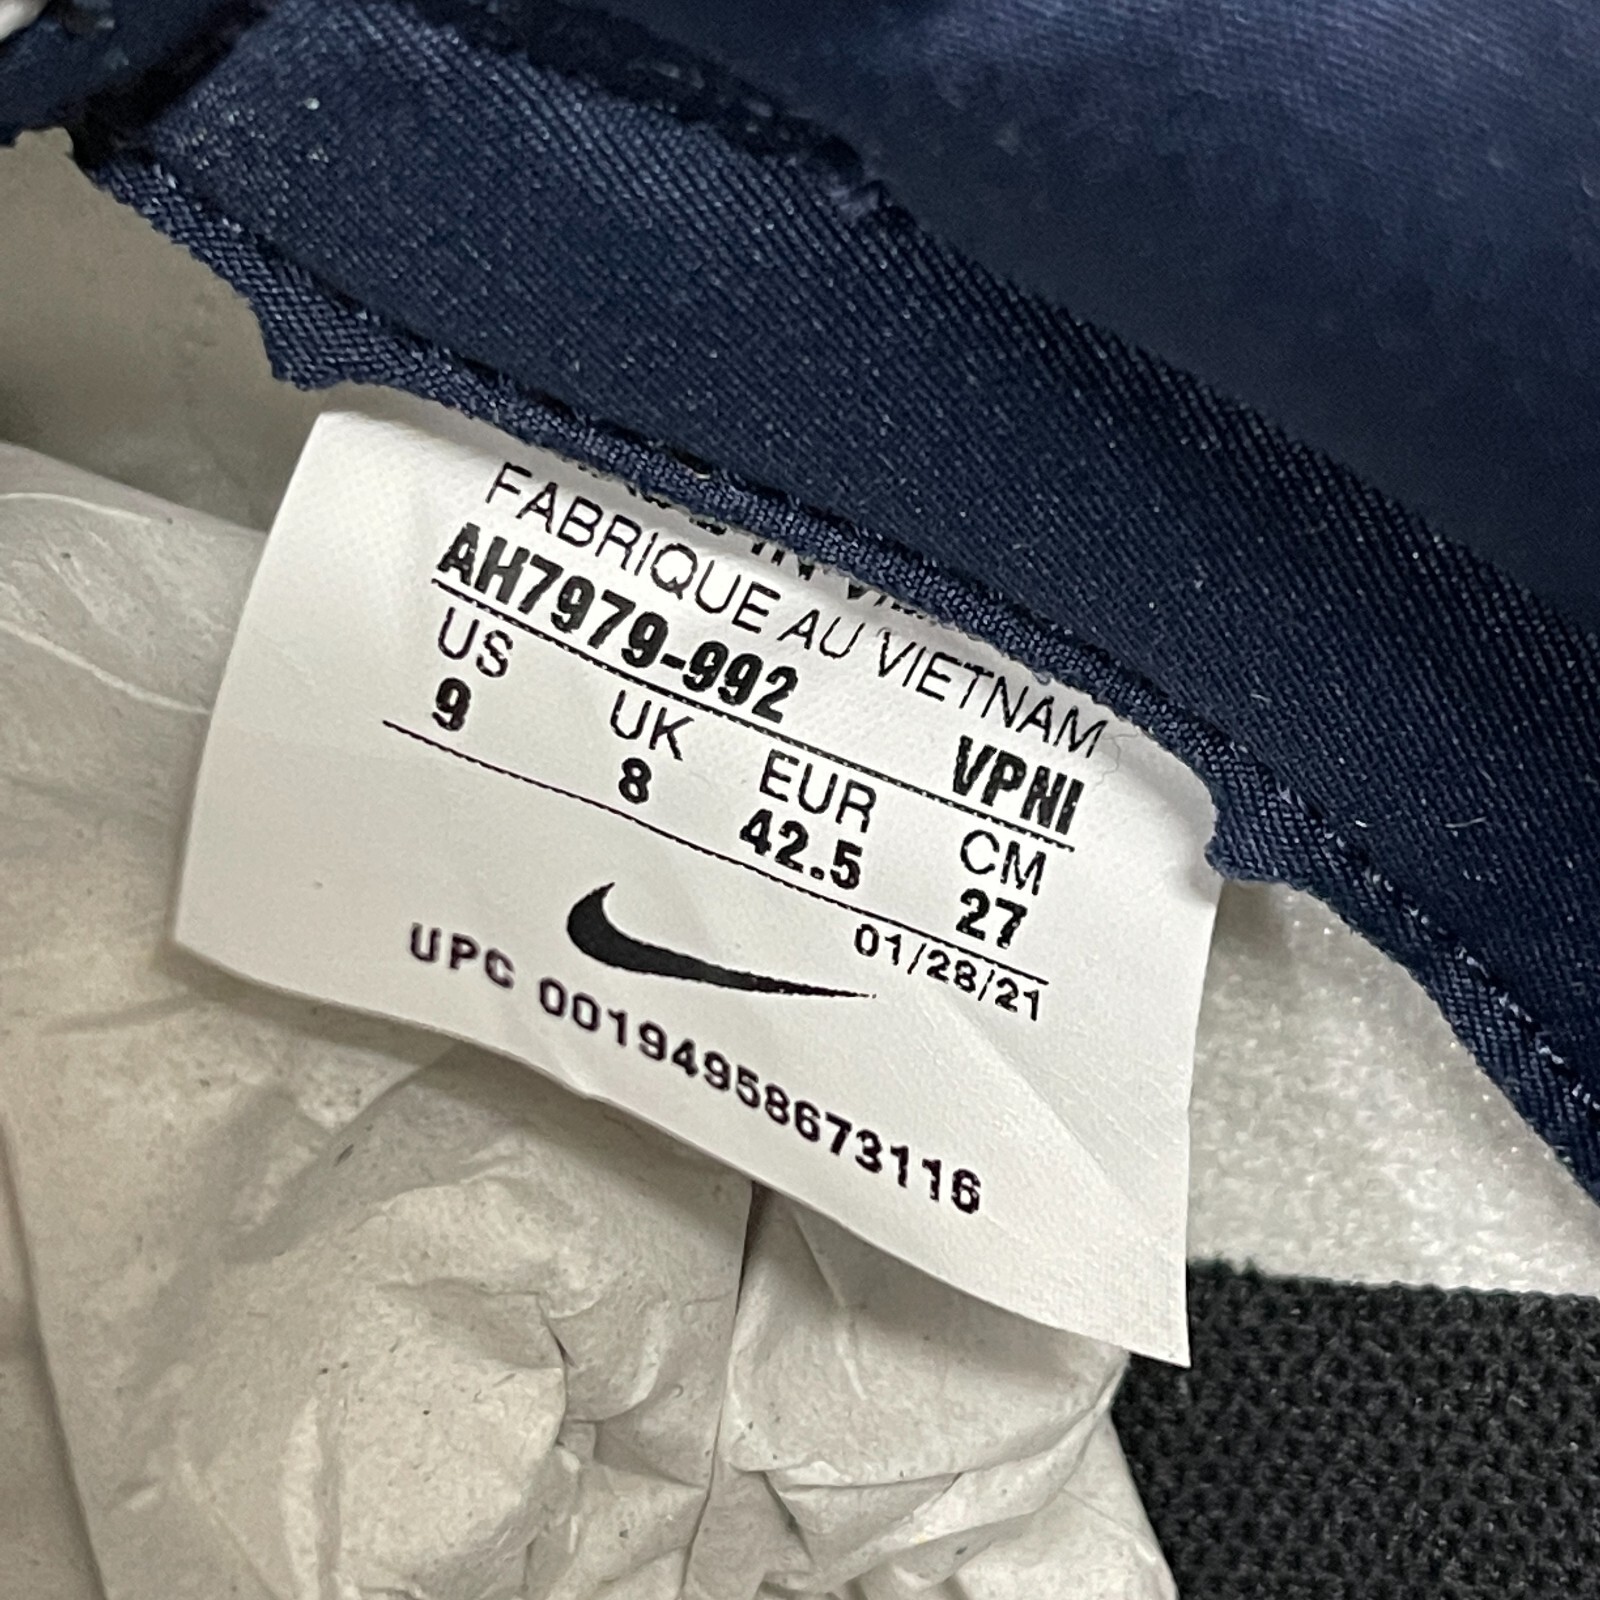 FABRIQUE AU VIETNAM
AH7979-992 VPNI
US UK EUR CM
9 8 42.5 27
01/28/21
UPC 00194958673116